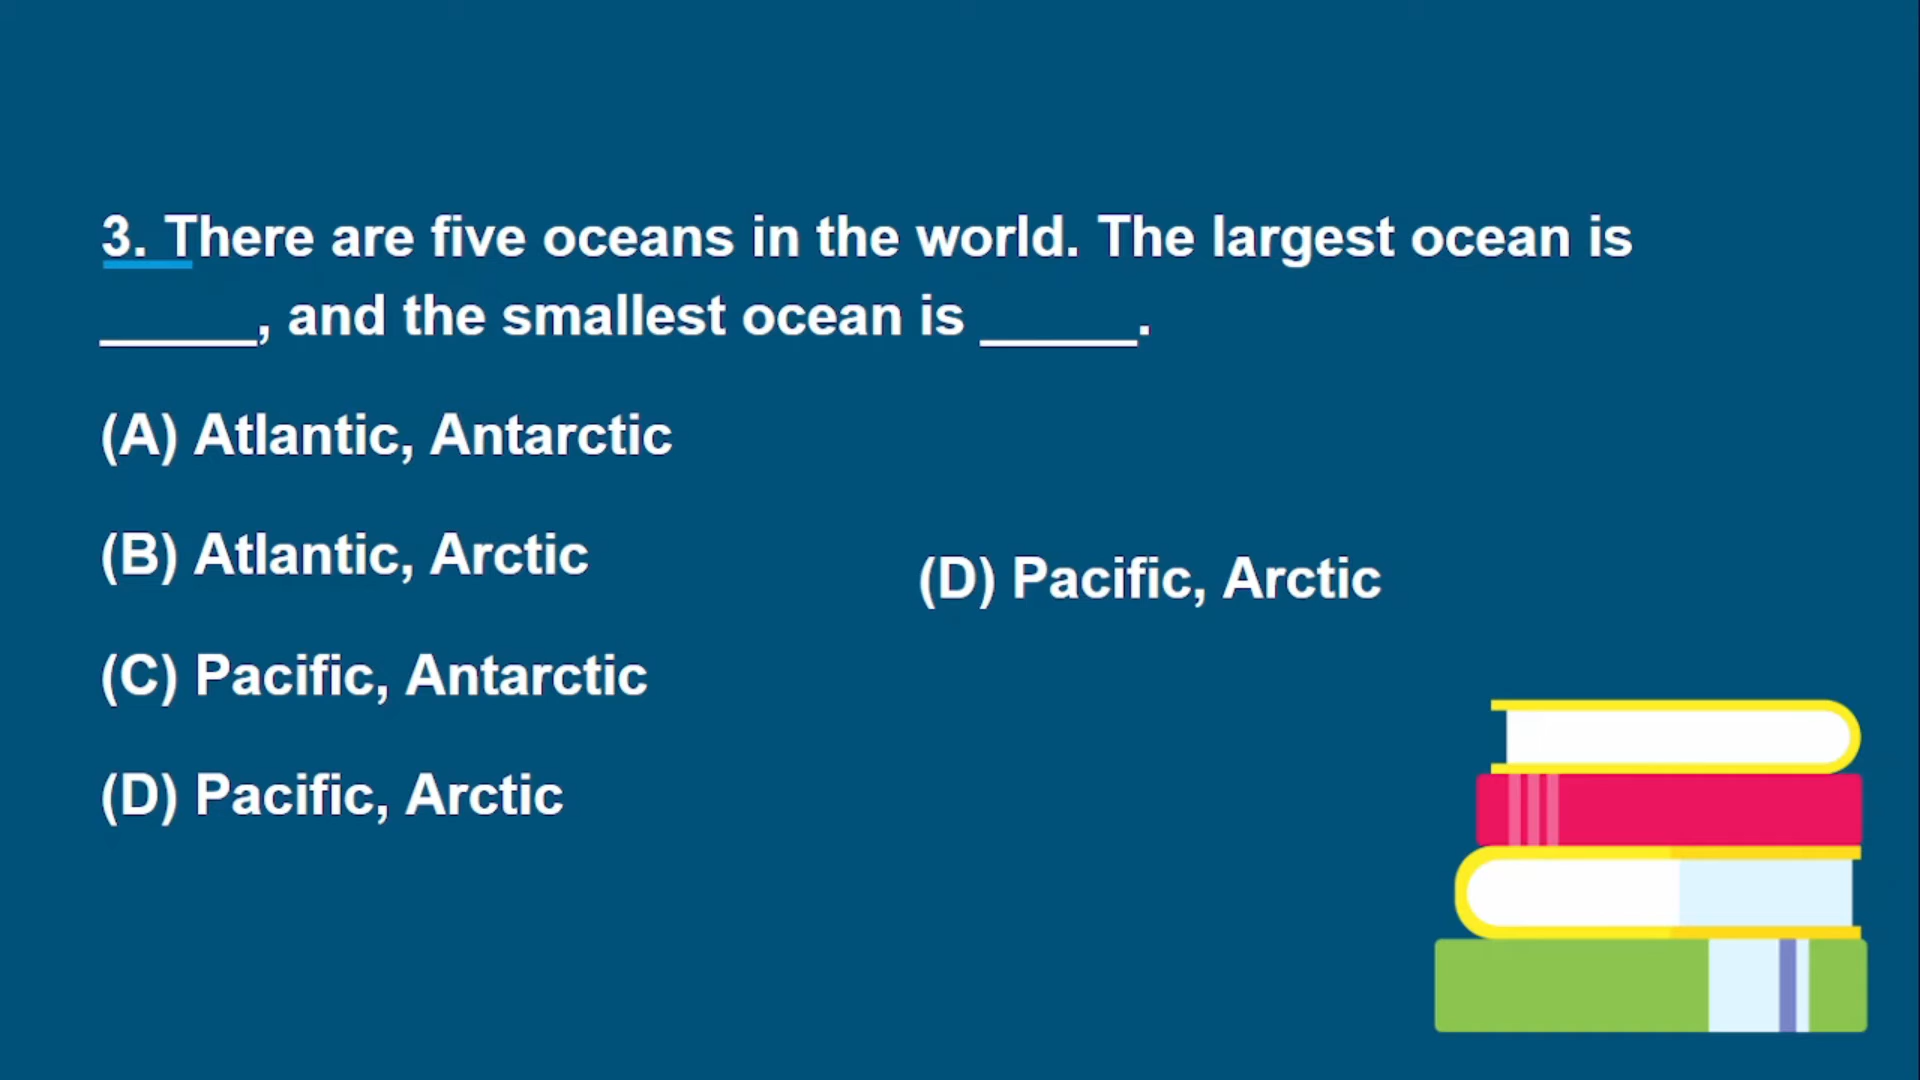 3. There are five oceans in the world. The largest ocean is
_____, and the smallest ocean is _____.
(A) Atlantic, Antarctic
(B) Atlantic, Arctic
(C) Pacific, Antarctic
(D) Pacific, Arctic
(D) Pacific, Arctic